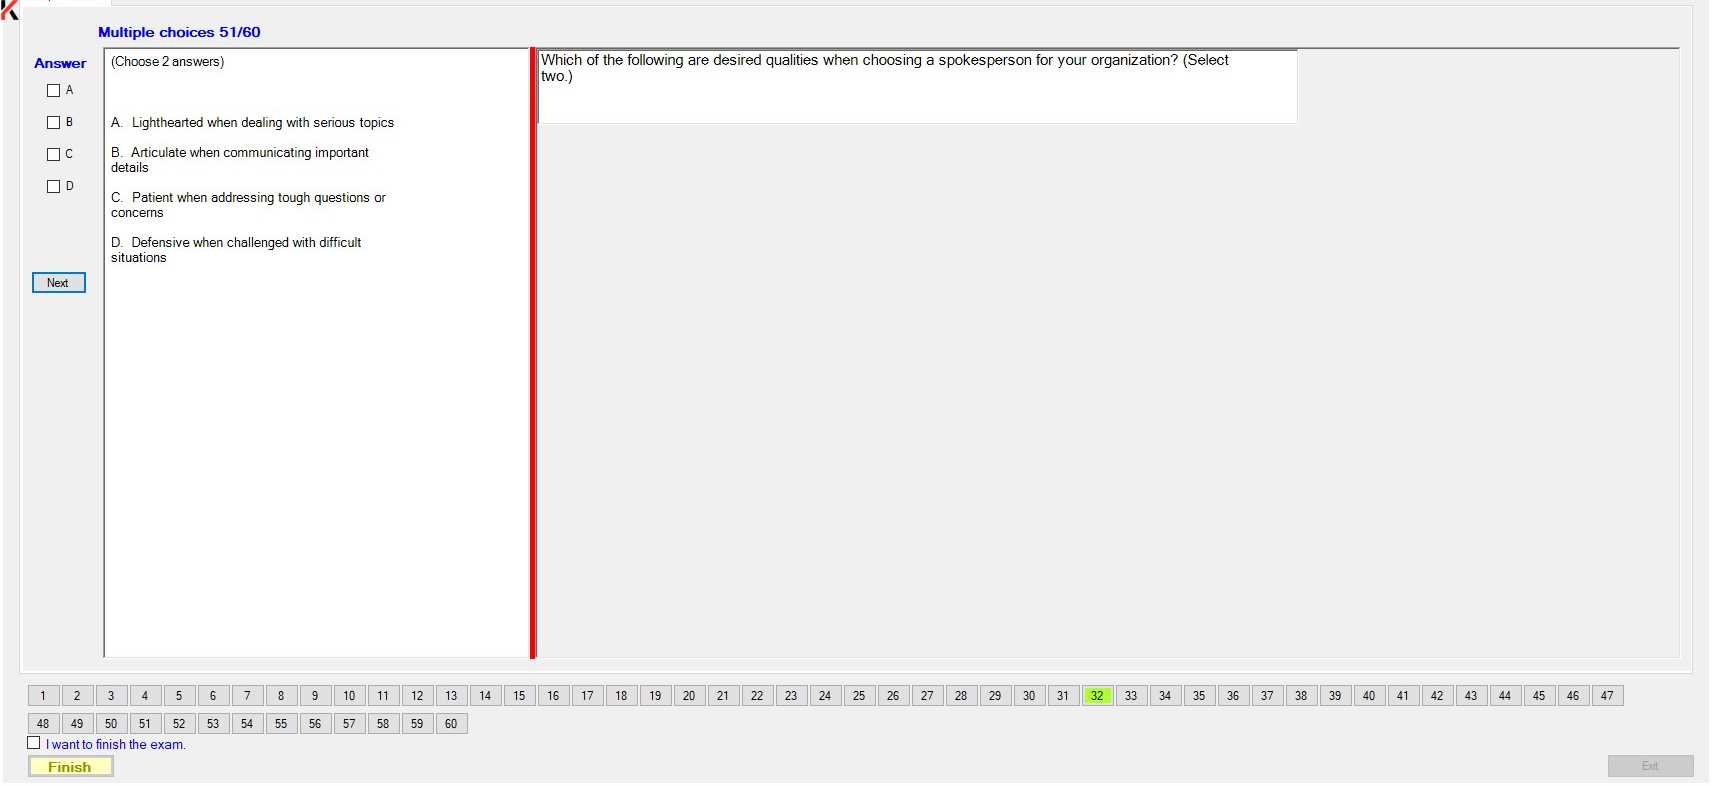 Multiple choices 51/60
Answer
A
B
C
D
Next
(Choose 2 answers)
A. Lighthearted when dealing with serious topics
B. Articulate when communicating important
details
C. Patient when addressing tough questions or
concerns
D. Defensive when challenged with difficult
situations
Which of the following are desired qualities when choosing a spokesperson for your organization? (Select
two.)
1 2 3 4 5 6 7 8 9 10 11 12 13 14 15 16 17 18 19 20 21 22 23 24 25 26 27 28 29 30 31 32 33 34 35 36 37 38 39 40 41 42 43 44 45 46 47
48 49 50 51 52 53 54 55 56 57 58 59 60
I want to finish the exam.
Finish
Exit